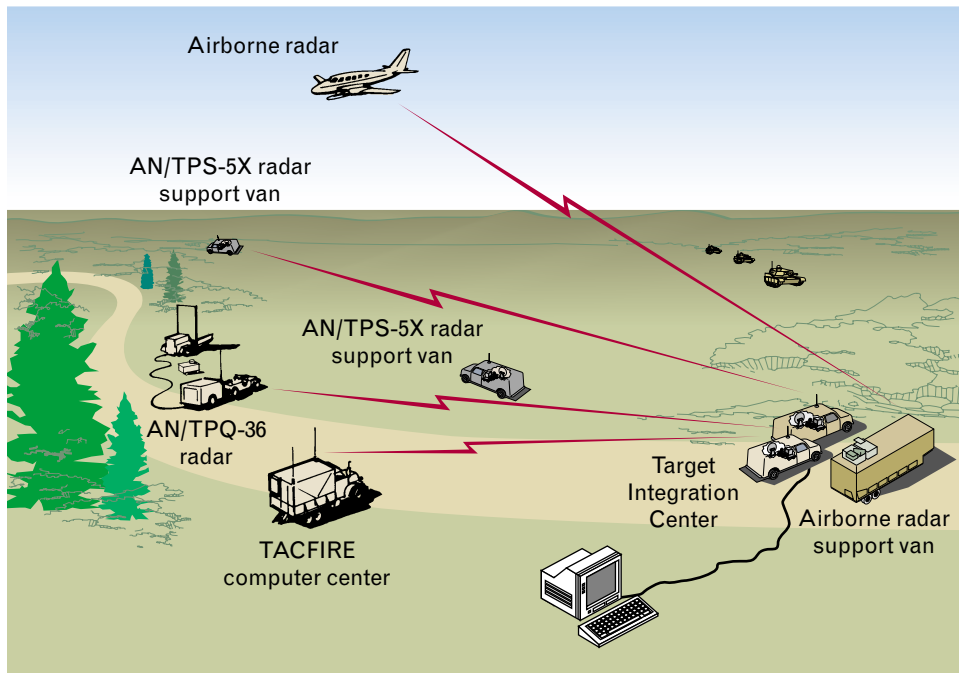 Airborne radar
AN/TPS-5X radar
support van
AN/TPS-5X radar
support van
AN/TPQ-36
radar
TACFIRE
computer center
Target
Integration
Center
Airborne radar
support van